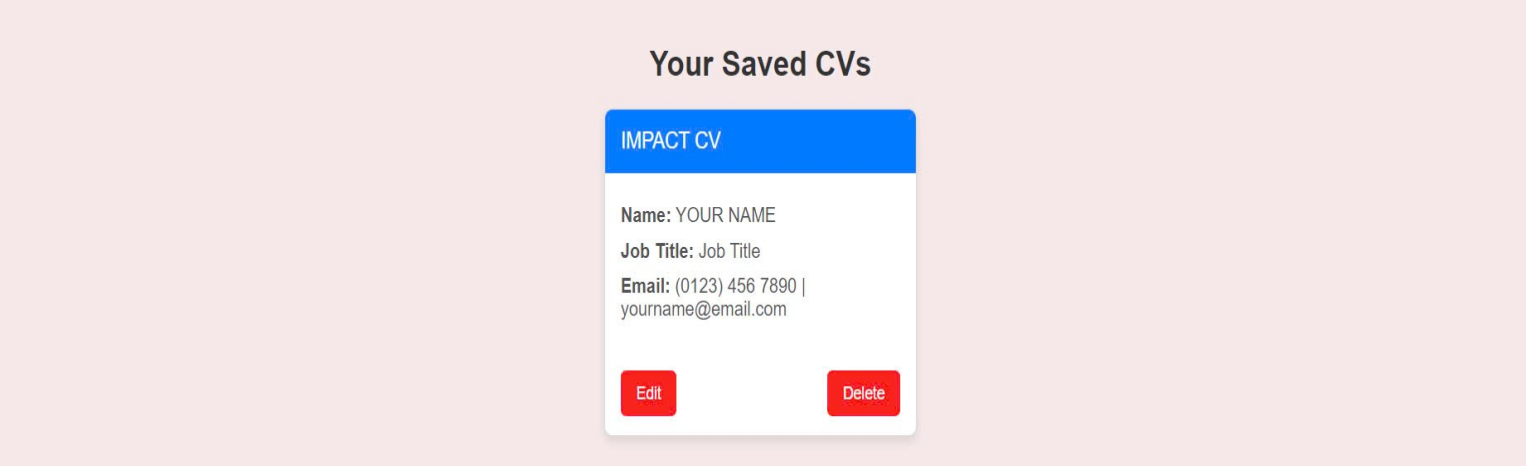 Your Saved CVs
IMPACT CV
Name: YOUR NAME
Job Title: Job Title
Email: (0123) 456 7890 |
yourname@email.com
Edit
Delete